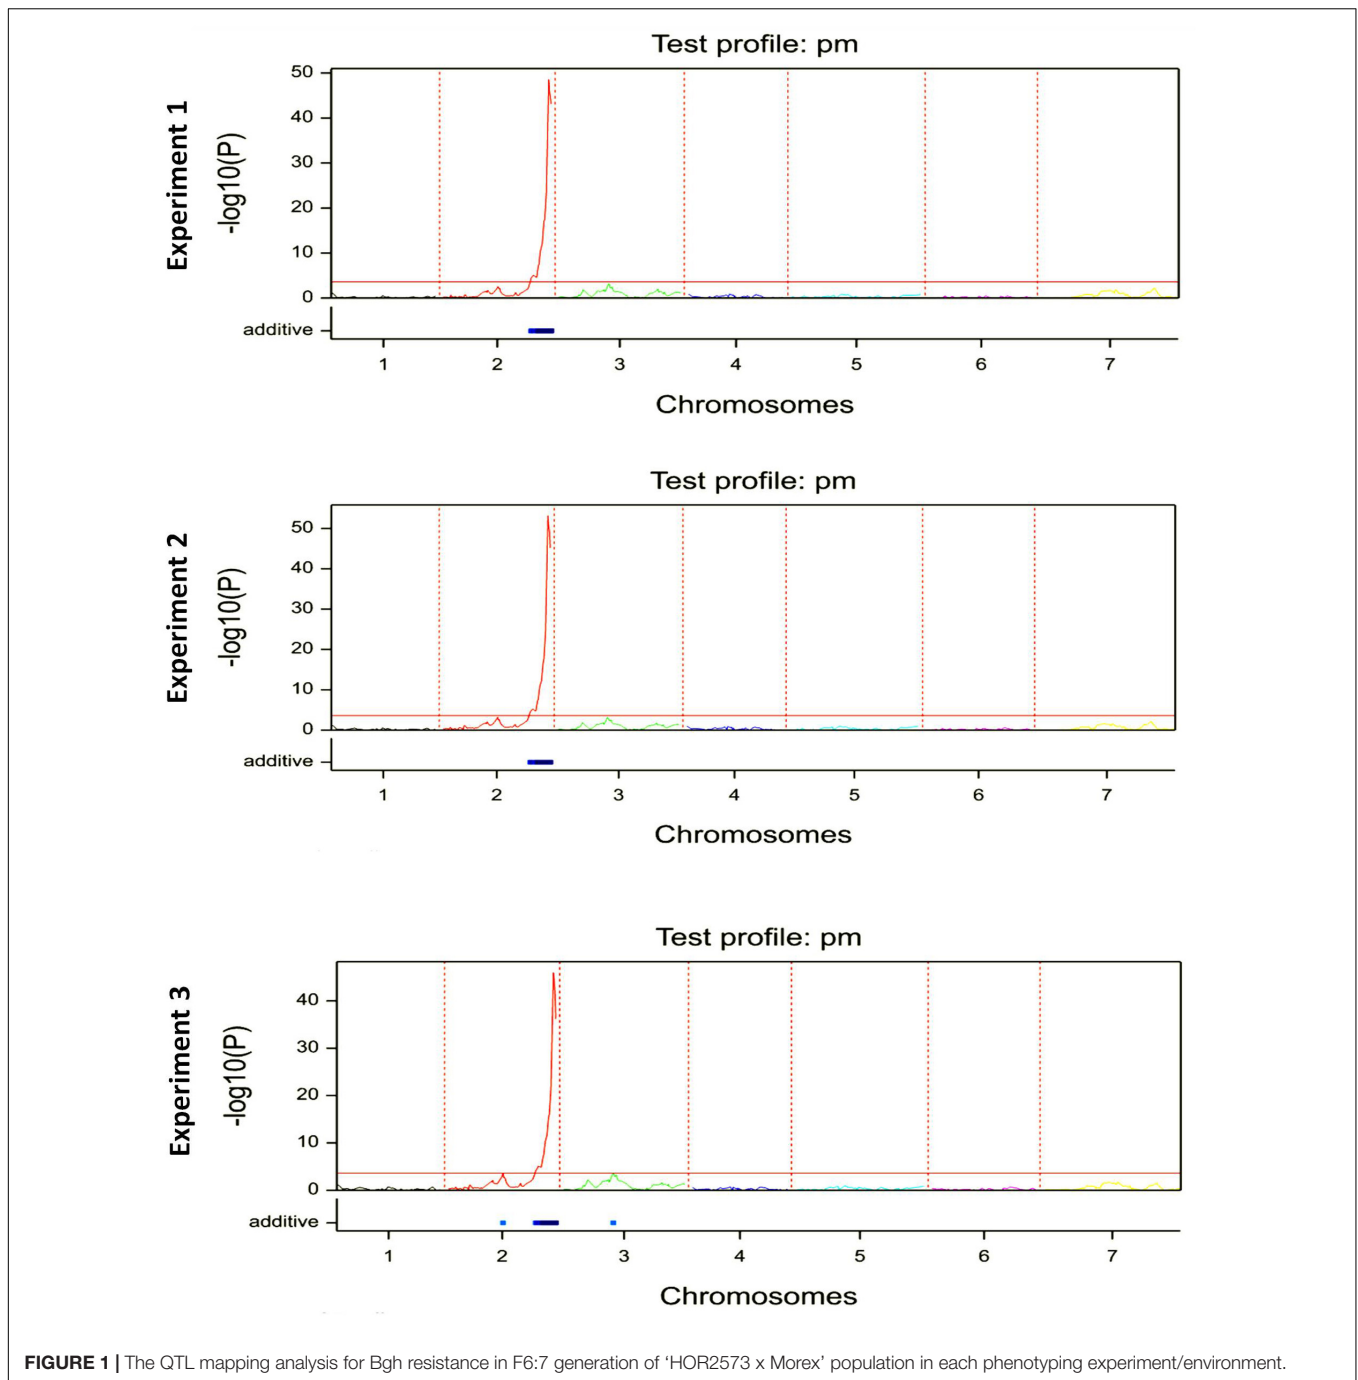 Test profile: pm
Experiment 1
-log10(P)
50
40
30
20
10
0
additive
1 2 3 4 5 6 7
Chromosomes
Test profile: pm
Experiment 2
-log10(P)
50
40
30
20
10
0
additive
1 2 3 4 5 6 7
Chromosomes
Test profile: pm
Experiment 3
-log10(P)
40
30
20
10
0
additive
1 2 3 4 5 6 7
Chromosomes
FIGURE 1 | The QTL mapping analysis for Bgh resistance in F6:7 generation of ‘HOR2573 x Morex’ population in each phenotyping experiment/environment.